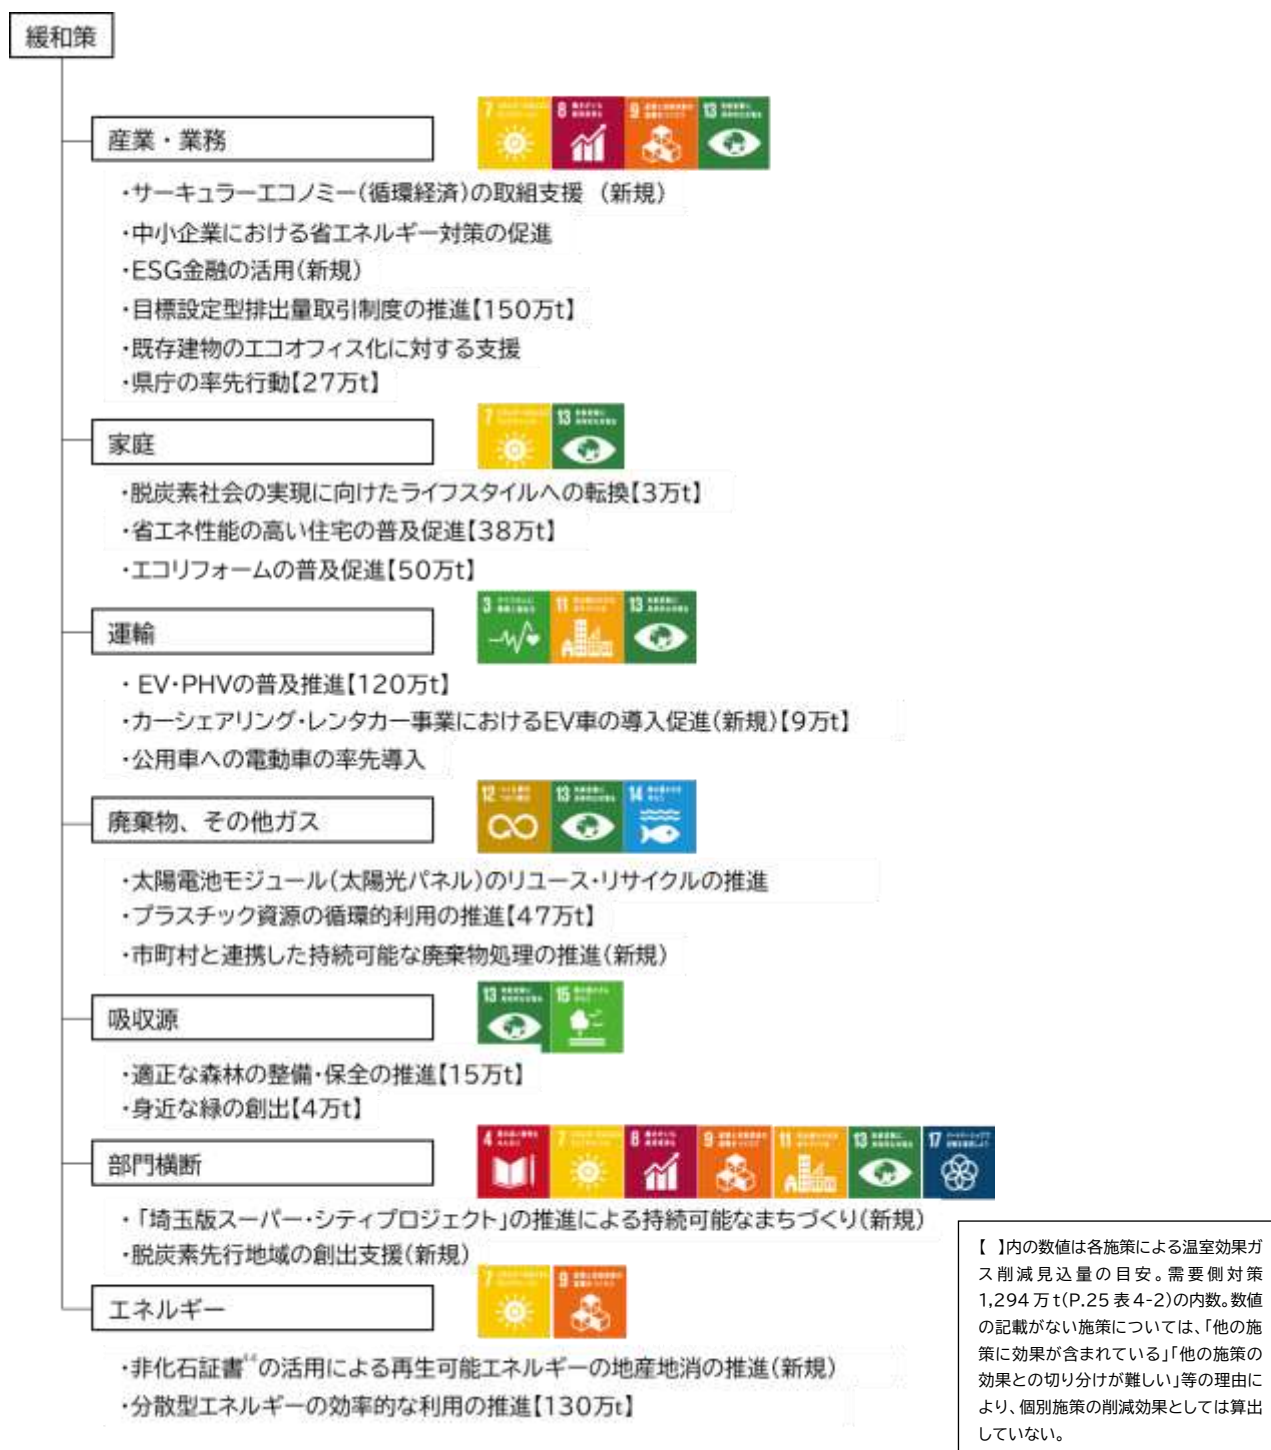 緩和策
産業・業務
7
8
9
13
・サーキュラーエコノミー(循環経済)の取組支援 (新規)
・中小企業における省エネルギー対策の促進
・ESG金融の活用(新規)
・目標設定型排出量取引制度の推進【150万t】
・既存建物のエコオフィス化に対する支援
・県庁の率先行動【27万t】
家庭
7
13
・脱炭素社会の実現に向けたライフスタイルへの転換【3万t】
・省エネ性能の高い住宅の普及促進【38万t】
・エコリフォームの普及促進【50万t】
運輸
3
11
13
・EV・PHVの普及推進【120万t】
・カーシェアリング・レンタカー事業におけるEV車の導入促進(新規)【9万t】
・公用車への電動車の率先導入
廃棄物、その他ガス
12
13
14
・太陽電池モジュール(太陽光パネル)のリユース・リサイクルの推進
・プラスチック資源の循環的利用の推進【47万t】
・市町村と連携した持続可能な廃棄物処理の推進(新規)
吸収源
13
15
・適正な森林の整備・保全の推進【15万t】
・身近な緑の創出【4万t】
部門横断
4
7
8
9
11
13
17
・「埼玉版スーパー・シティプロジェクト」の推進による持続可能なまちづくり(新規)
・脱炭素先行地域の創出支援(新規)
エネルギー
7
9
・非化石証書の活用による再生可能エネルギーの地産地消の推進(新規)
・分散型エネルギーの効率的な利用の推進【130万t】
【 】内の数値は各施策による温室効果ガ
ス削減見込量の目安。需要側対策
1,294万t(P.25表4-2)の内数。数値
の記載がない施策については、「他の施
策に効果が含まれている」「他の施策の
効果との切り分けが難しい」等の理由に
より、個別施策の削減効果としては算出
していない。